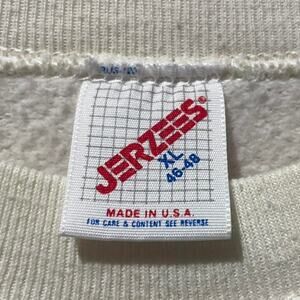 JERZEES®
XL
46-48
MADE IN U.S.A.
FOR CARE & CONTENT SEE REVERSE